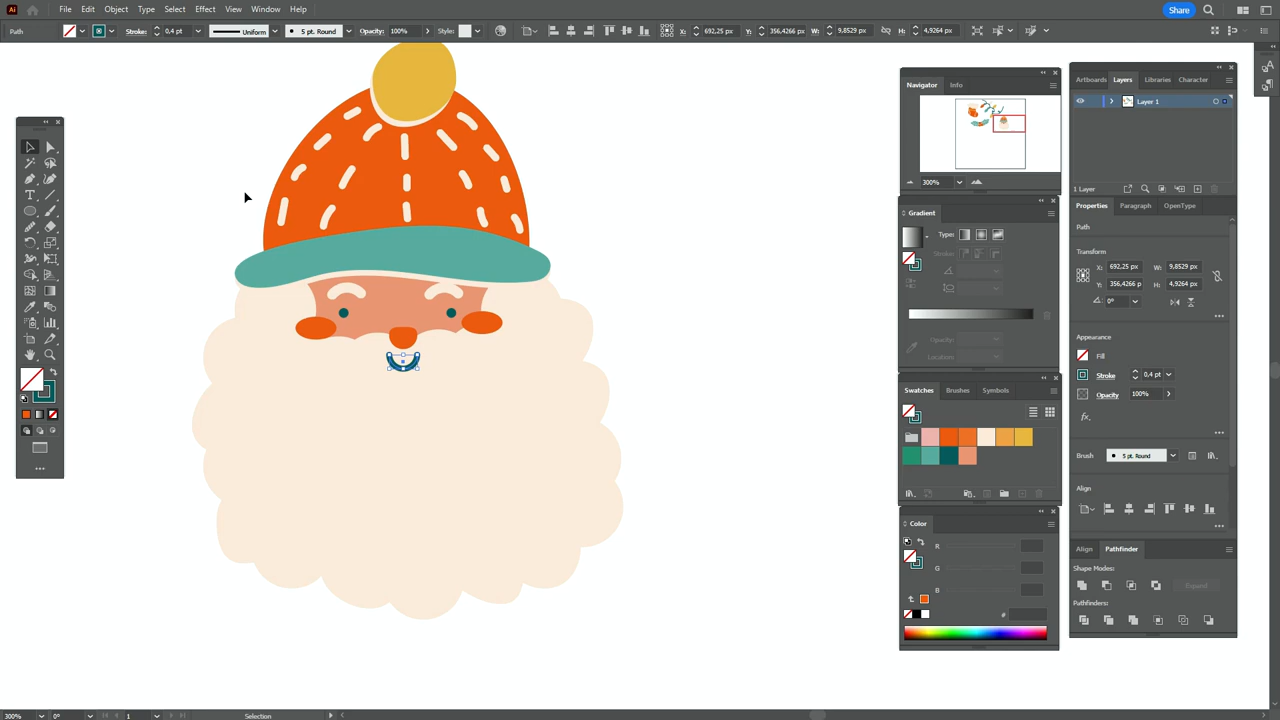 Ai File Edit Object Type Select Effect View Window Help Share
Path Stroke: 0,4 pt Uniform 5 pt. Round Opacity: 100% Style: X: 692,25 px Y: 356,4266 px W: 9,8529 px H: 4,9264 px
Navigator Info
300%
Gradient
Type:
Stroke:
Opacity:
Location:
Swatches Brushes Symbols
Color
R
G
B
#
Artboards Layers Libraries Character
Layer 1
1 Layer
Properties Paragraph OpenType
Path
Transform
X: 692,25 px W: 9,8529 px
Y: 356,4266 p H: 4,9264 px
0°
Appearance
Fill
Stroke 0,4 pt
Opacity 100%
fx
Brush 5 pt. Round
Align
Align Pathfinder
Shape Modes:
Expand
Pathfinders:
300% 0° 1 Selection